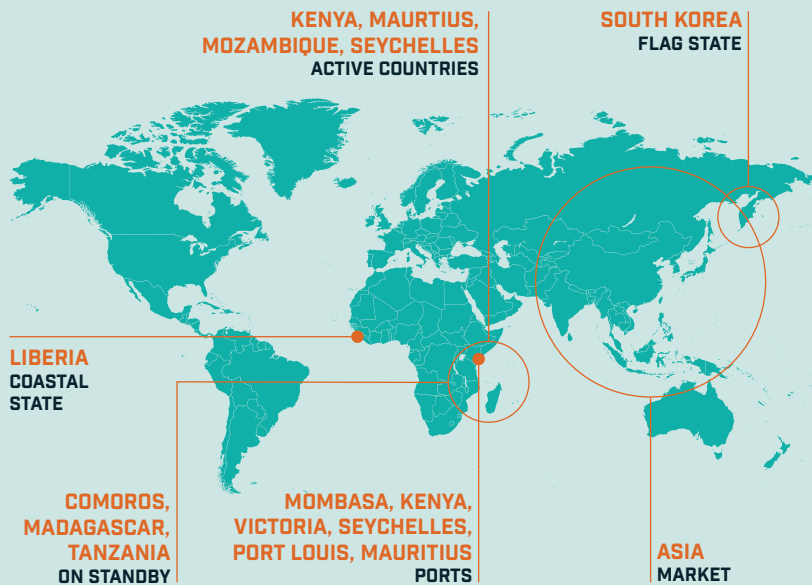 KENYA, MAURTIUS,
MOZAMBIQUE, SEYCHELLES
ACTIVE COUNTRIES
SOUTH KOREA
FLAG STATE
LIBERIA
COASTAL
STATE
COMOROS,
MADAGASCAR,
TANZANIA
ON STANDBY
MOMBASA, KENYA,
VICTORIA, SEYCHELLES,
PORT LOUIS, MAURITIUS
PORTS
ASIA
MARKET